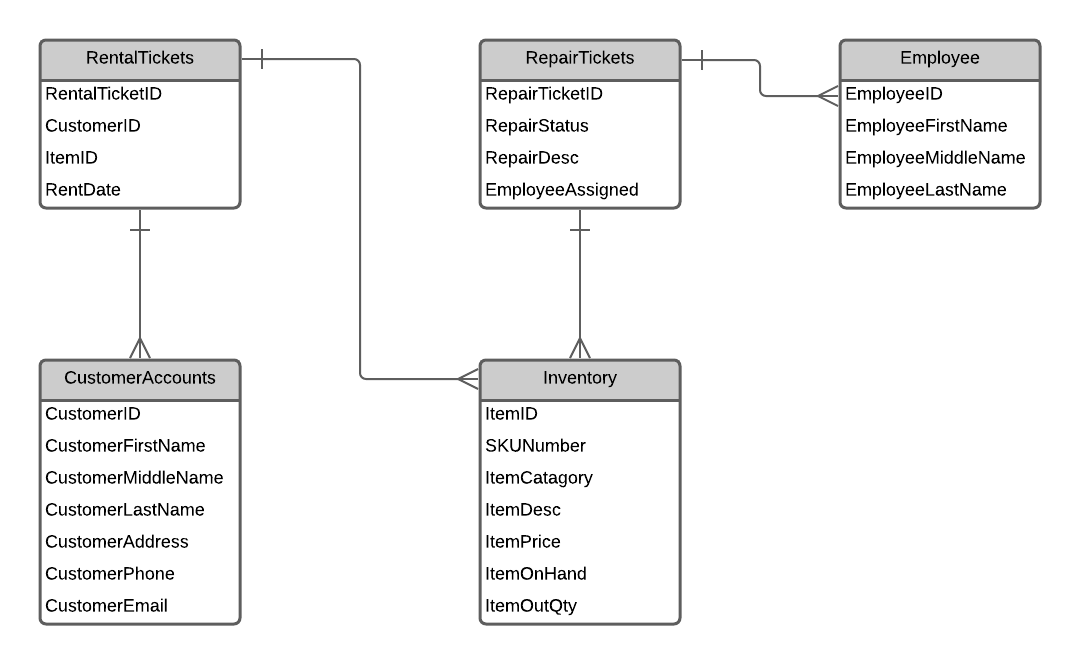 RentalTickets
RentalTicketID
CustomerID
ItemID
RentDate
RepairTickets
RepairTicketID
RepairStatus
RepairDesc
EmployeeAssigned
Employee
EmployeeID
EmployeeFirstName
EmployeeMiddleName
EmployeeLastName
CustomerAccounts
CustomerID
CustomerFirstName
CustomerMiddleName
CustomerLastName
CustomerAddress
CustomerPhone
CustomerEmail
Inventory
ItemID
SKUNumber
ItemCatagory
ItemDesc
ItemPrice
ItemOnHand
ItemOutQty